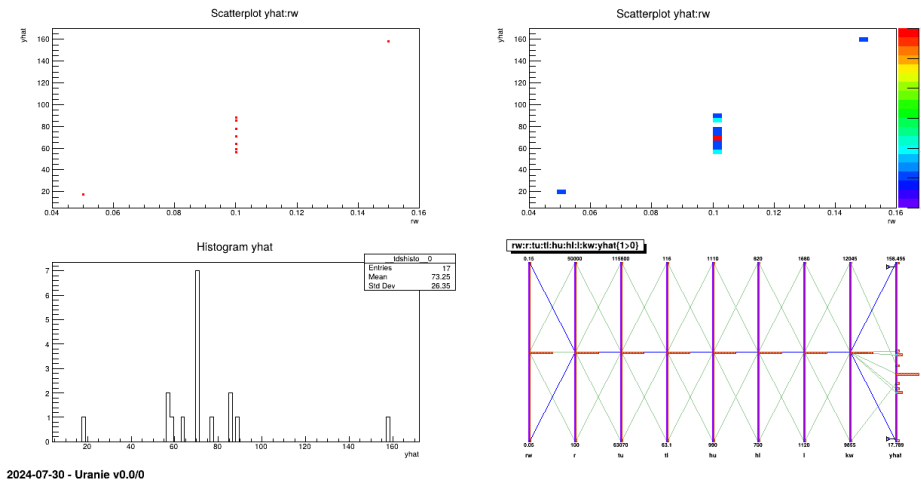 Scatterplot yhat:rw
yhat
160
140
120
100
80
60
40
20
0.04 0.06 0.08 0.1 0.12 0.14 0.16
rw
Scatterplot yhat:rw
yhat
160
140
120
100
80
60
40
20
0.04 0.06 0.08 0.1 0.12 0.14 0.16
rw
Histogram yhat
__tdshisto__0
Entries 17
Mean 73.25
Std Dev 26.35
7
6
5
4
3
2
1
0
20 40 60 80 100 120 140 160
yhat
rw:r:tu:tl:hu:hl:l:kw:yhat{1>0}
0.15 50000 115600 116 1110 820 1680 12045 158.456
0.05 100 63070 63.1 990 700 1120 9855 17.789
rw r tu tl hu hl l kw yhat
2024-07-30 - Uranie v0.0/0